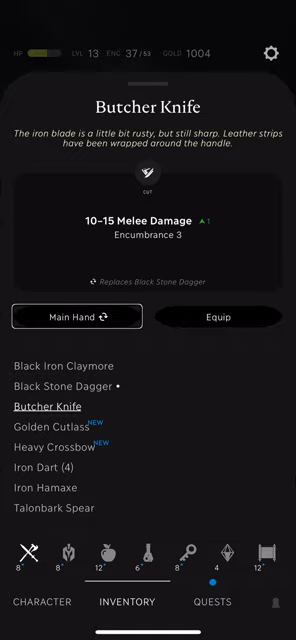 HP LVL 13 ENC 37/53 GOLD 1004
Butcher Knife
The iron blade is a little bit rusty, but still sharp. Leather strips
have been wrapped around the handle.
CUT
10–15 Melee Damage ▲1
Encumbrance 3
Replaces Black Stone Dagger
Main Hand
Equip
Black Iron Claymore
Black Stone Dagger •
Butcher Knife
Golden Cutlass NEW
Heavy Crossbow NEW
Iron Dart (4)
Iron Hamaxe
Talonbark Spear
8 8 12 6 8 4 12
CHARACTER INVENTORY QUESTS